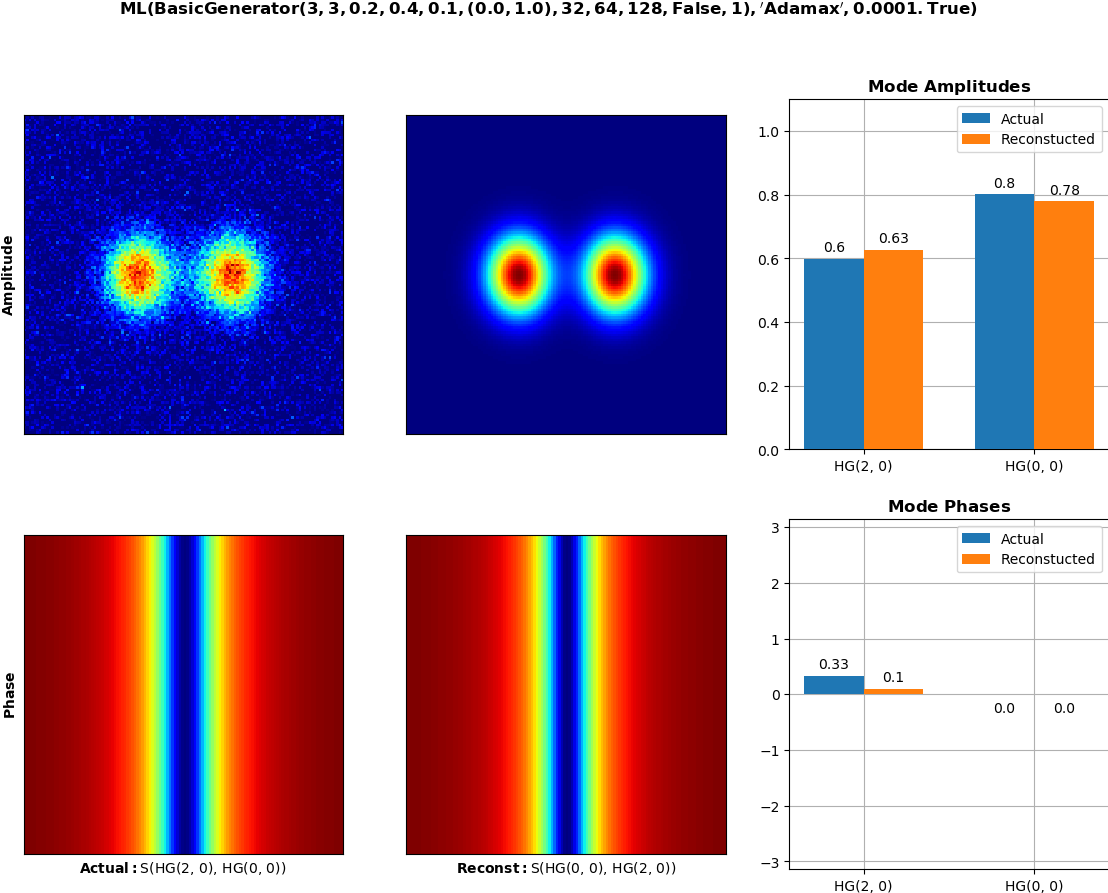 ML(BasicGenerator(3, 3, 0.2, 0.4, 0.1, (0.0, 1.0), 32, 64, 128, False, 1), ′Adamax′, 0.0001. True)
Amplitude
Mode Amplitudes
Actual
Reconstucted
1.0
0.8
0.6
0.4
0.2
0.0
0.6
0.63
0.8
0.78
HG(2, 0)
HG(0, 0)
Phase
Actual: S(HG(2, 0), HG(0, 0))
Reconst: S(HG(0, 0), HG(2, 0))
Mode Phases
Actual
Reconstucted
3
2
1
0
−1
−2
−3
0.33
0.1
0.0
0.0
HG(2, 0)
HG(0, 0)